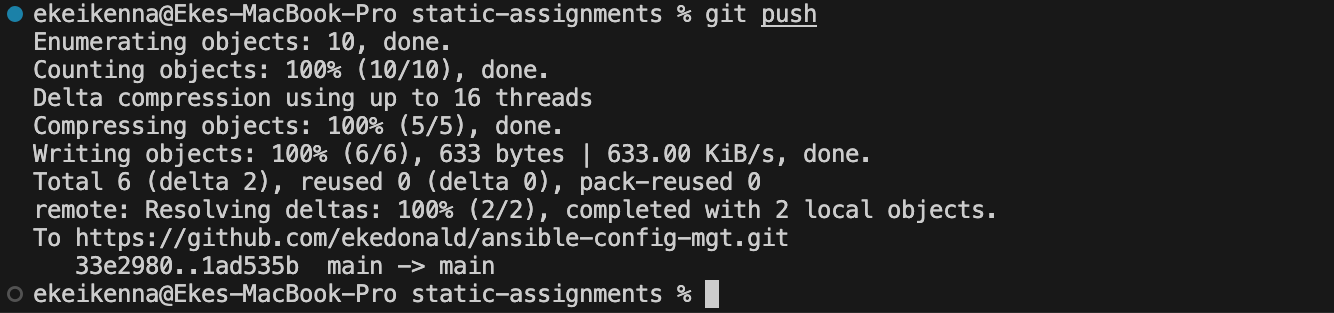 ekeikenna@Ekes-MacBook-Pro static-assignments % git push
Enumerating objects: 10, done.
Counting objects: 100% (10/10), done.
Delta compression using up to 16 threads
Compressing objects: 100% (5/5), done.
Writing objects: 100% (6/6), 633 bytes | 633.00 KiB/s, done.
Total 6 (delta 2), reused 0 (delta 0), pack-reused 0
remote: Resolving deltas: 100% (2/2), completed with 2 local objects.
To https://github.com/ekedonald/ansible-config-mgt.git
   33e2980..1ad535b  main -> main
ekeikenna@Ekes-MacBook-Pro static-assignments %